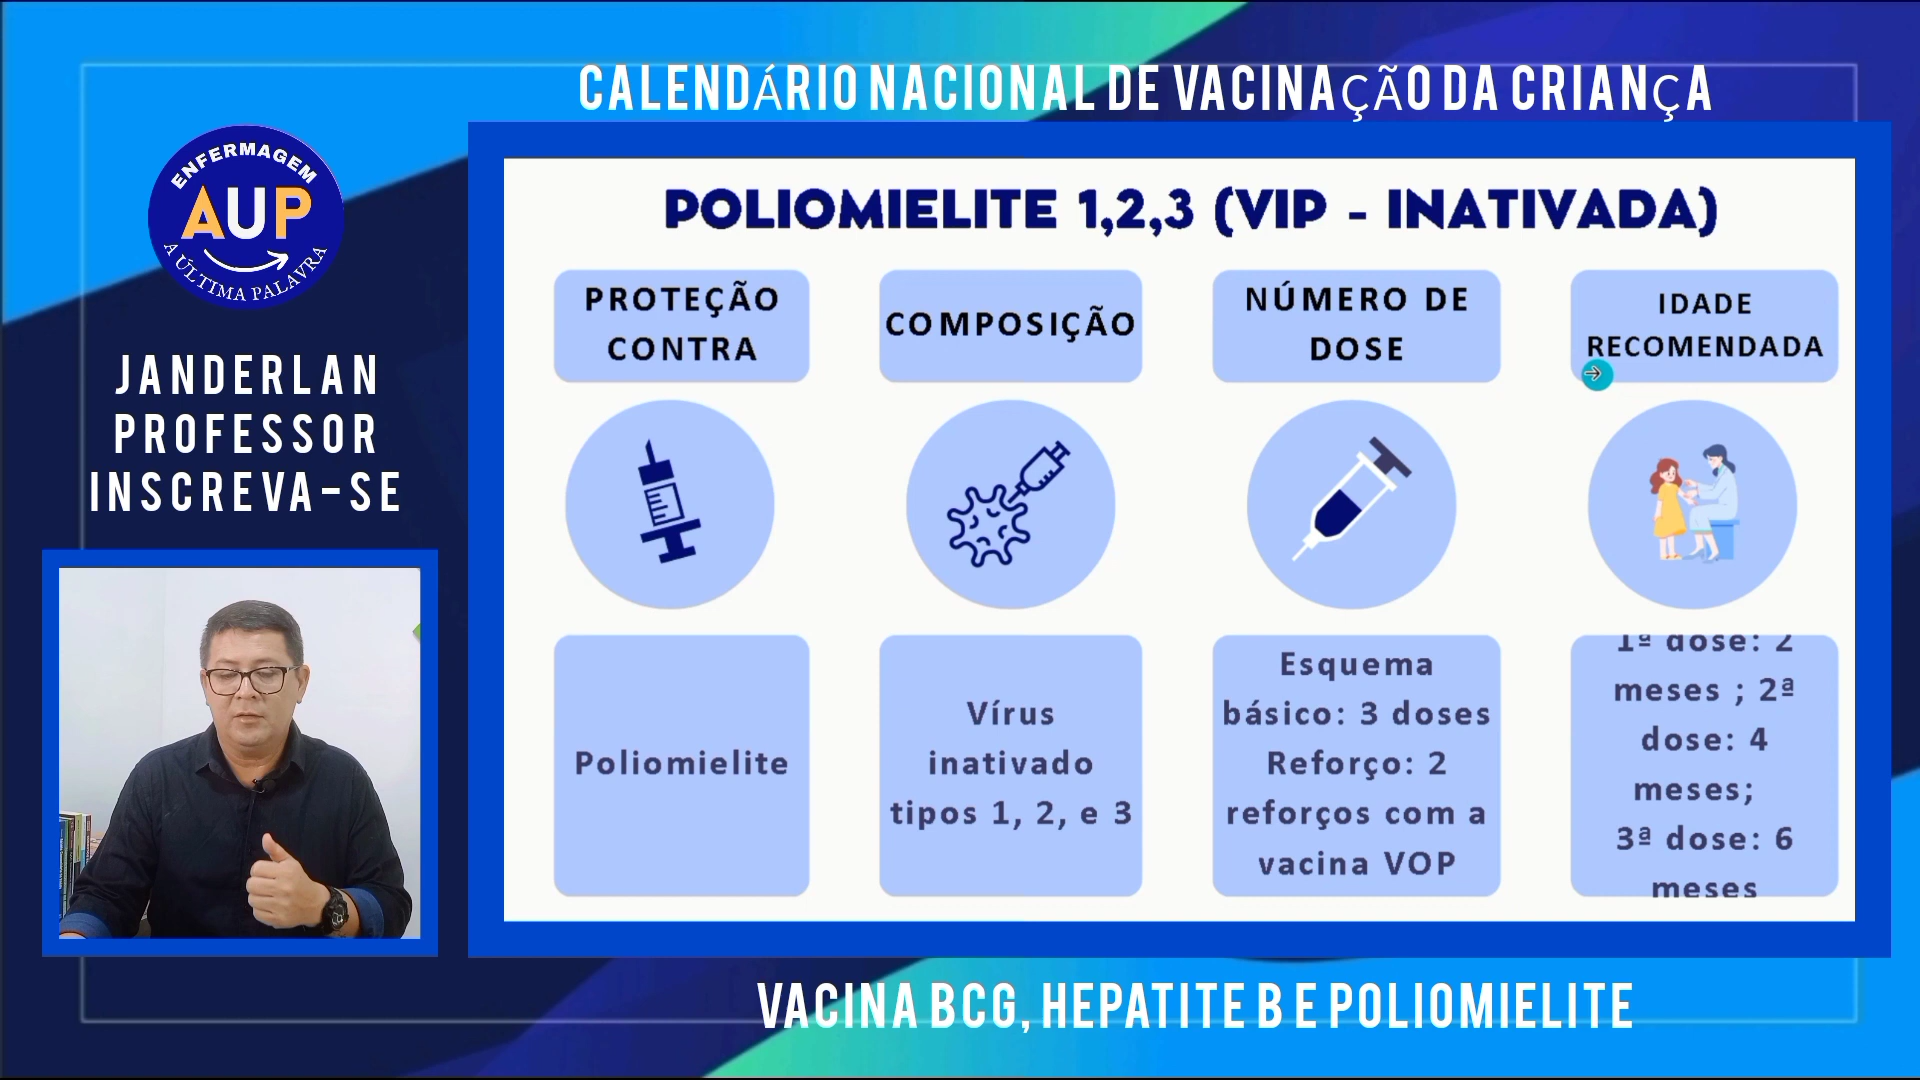 CALENDÁRIO NACIONAL DE VACINAÇÃO DA CRIANÇA
ENFERMAGEM
AUP
A ÚLTIMA PALAVRA
JANDERLAN
PROFESSOR
INSCREVA-SE
POLIOMIELITE 1,2,3 (VIP - INATIVADA)
PROTEÇÃO
CONTRA
COMPOSIÇÃO
NÚMERO DE
DOSE
IDADE
RECOMENDADA
Poliomielite
Vírus
inativado
tipos 1, 2, e 3
Esquema
básico: 3 doses
Reforço: 2
reforços com a
vacina VOP
1ª dose: 2
meses ; 2ª
dose: 4
meses;
3ª dose: 6
meses
VACINA BCG, HEPATITE B E POLIOMIELITE